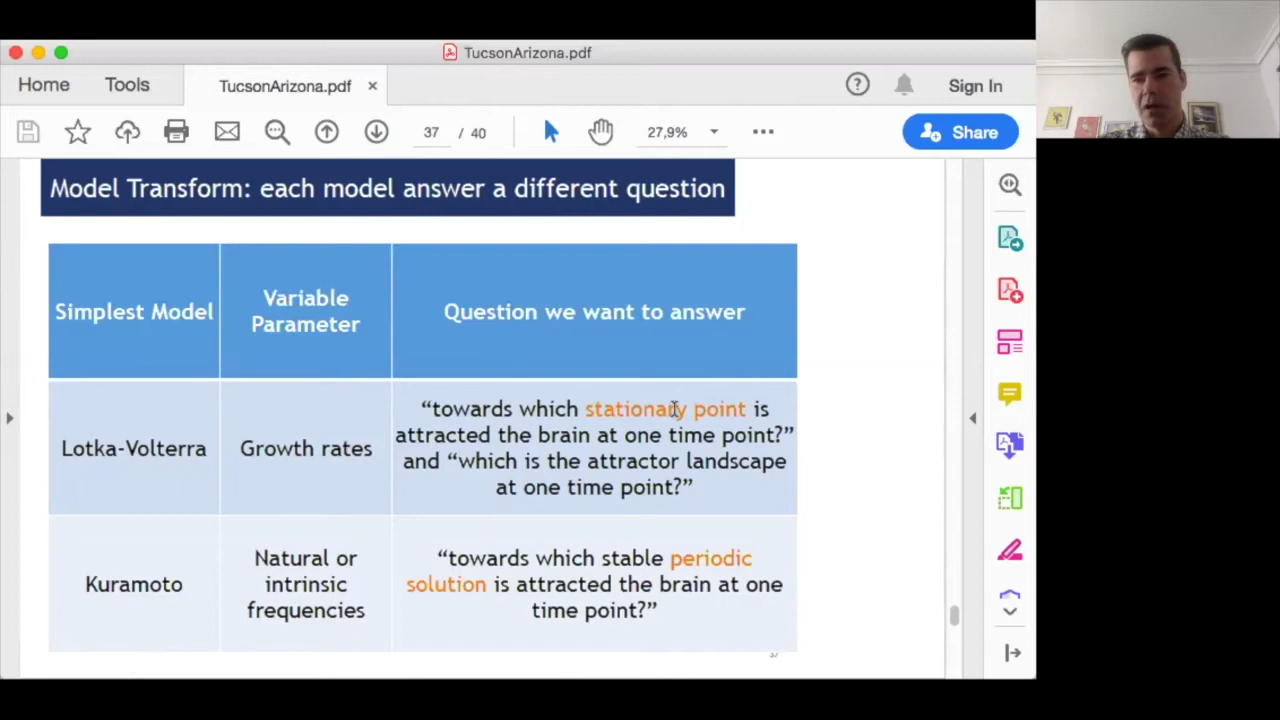 TucsonArizona.pdf
Home
Tools
TucsonArizona.pdf
Sign In
37 / 40
27,9%
Share
Model Transform: each model answer a different question
Simplest Model
Variable
Parameter
Question we want to answer
Lotka-Volterra
Growth rates
“towards which stationary point is
attracted the brain at one time point?”
and “which is the attractor landscape
at one time point?”
Kuramoto
Natural or
intrinsic
frequencies
“towards which stable periodic
solution is attracted the brain at one
time point?”
37